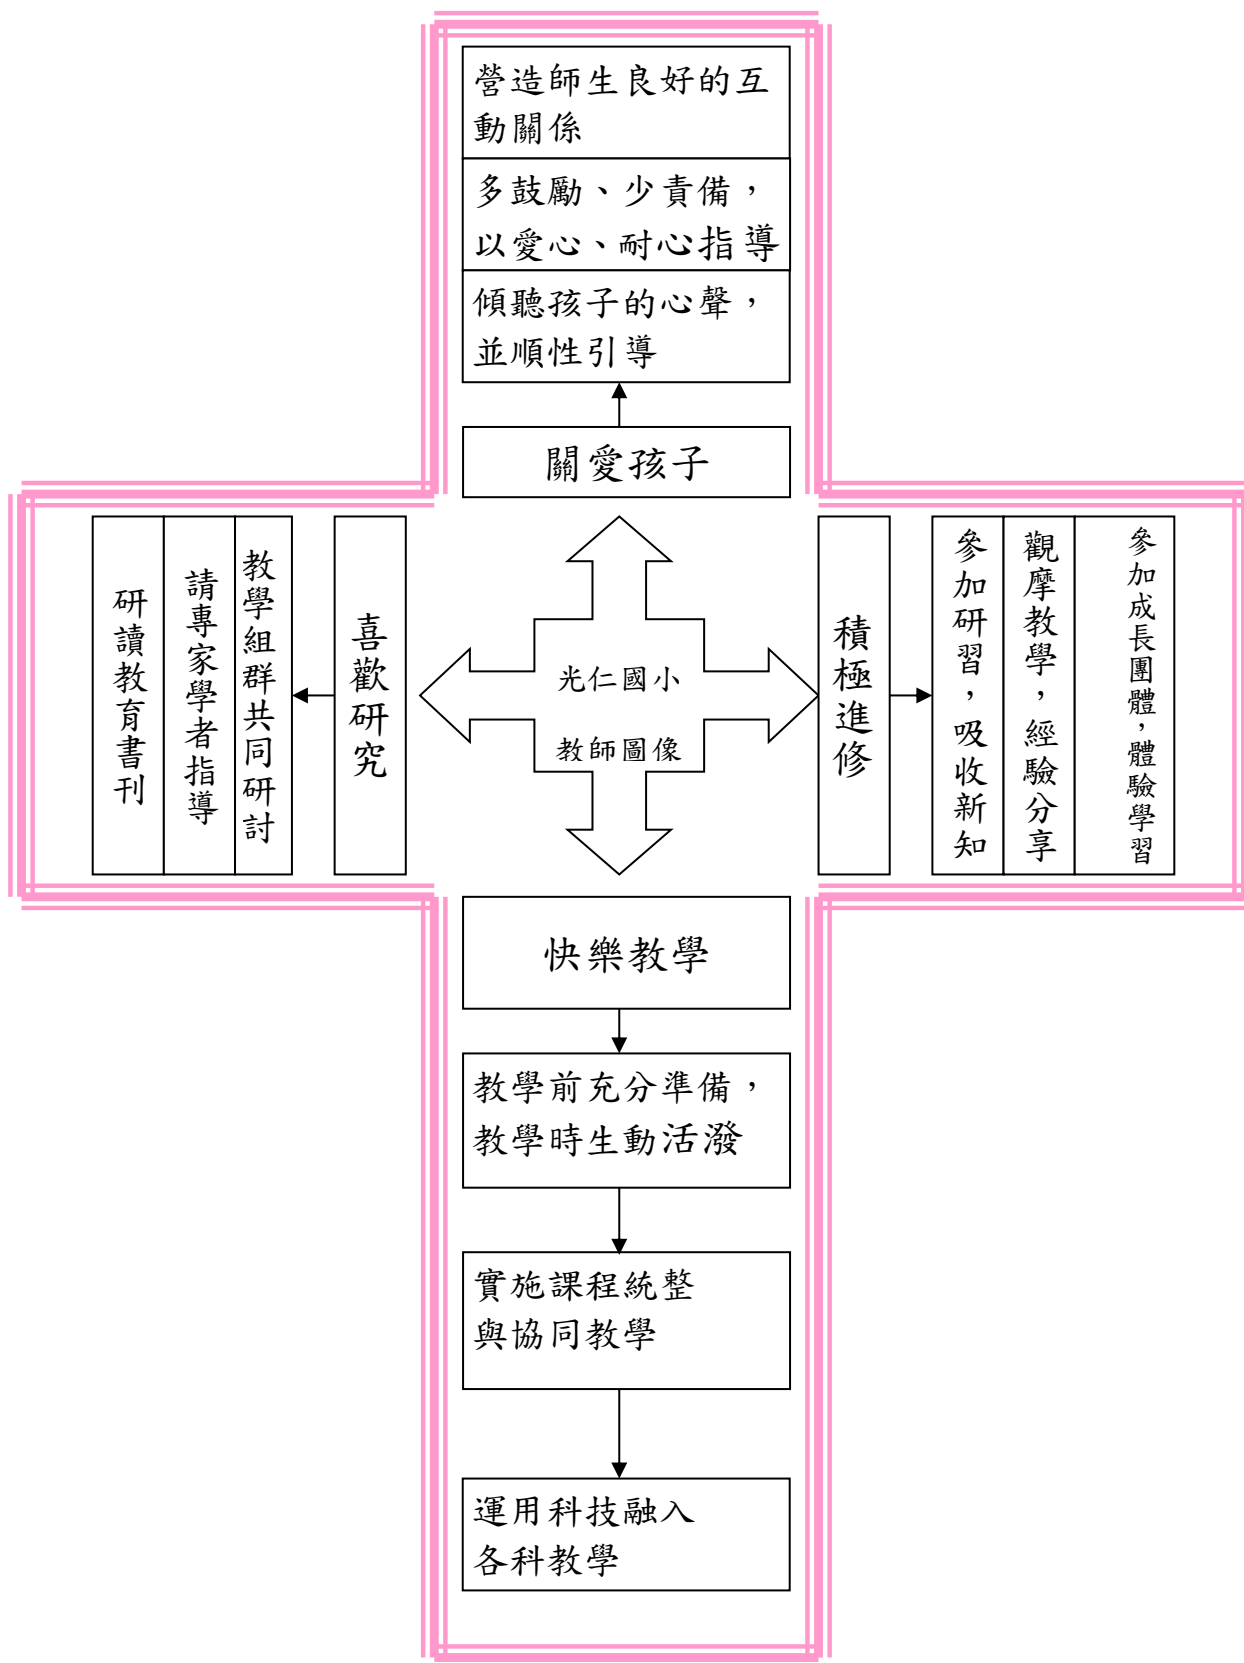 營造師生良好的互
動關係
多鼓勵、少責備，
以愛心、耐心指導
傾聽孩子的心聲，
並順性引導
關愛孩子
研讀教育書刊
請專家學者指導
教學組群共同研討
喜歡研究
光仁國小
教師圖像
積極進修
參加研習，吸收新知
觀摩教學，經驗分享
參加成長團體，體驗學習
快樂教學
教學前充分準備，
教學時生動活潑
實施課程統整
與協同教學
運用科技融入
各科教學